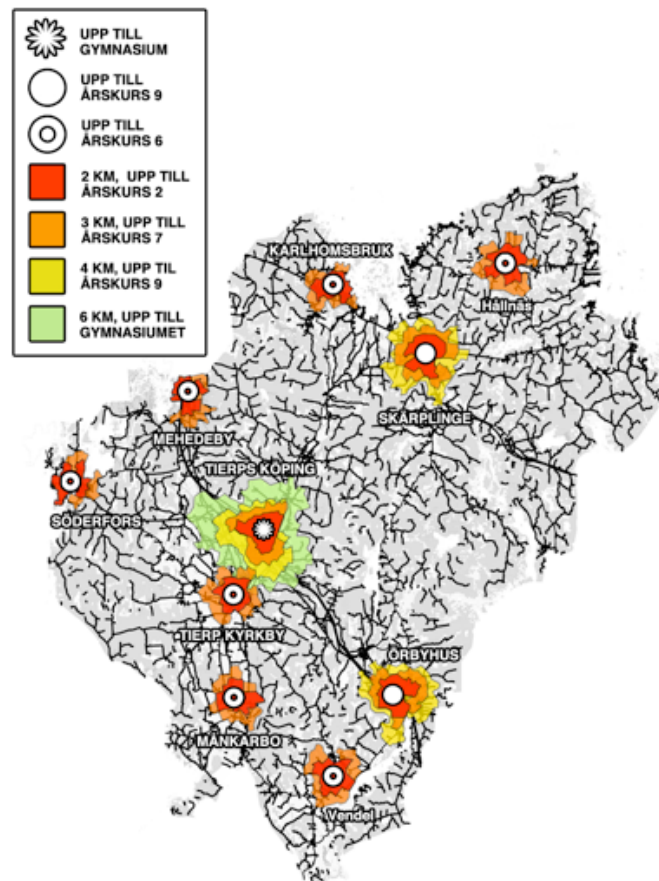 UPP TILL
GYMNASIUM
UPP TILL
ÅRSKURS 9
UPP TILL
ÅRSKURS 6
2 KM, UPP TILL
ÅRSKURS 2
3 KM, UPP TILL
ÅRSKURS 7
4 KM, UPP TIL
ÅRSKURS 9
6 KM, UPP TILL
GYMNASIUMET
KARLHOMSBRUK
Hållnäs
SKÄRPLINGE
MEHEDEBY
TIERPS KÖPING
SÖDERFORS
TIERP KYRKBY
ÖRBYHUS
MÅNKARBO
Vendel